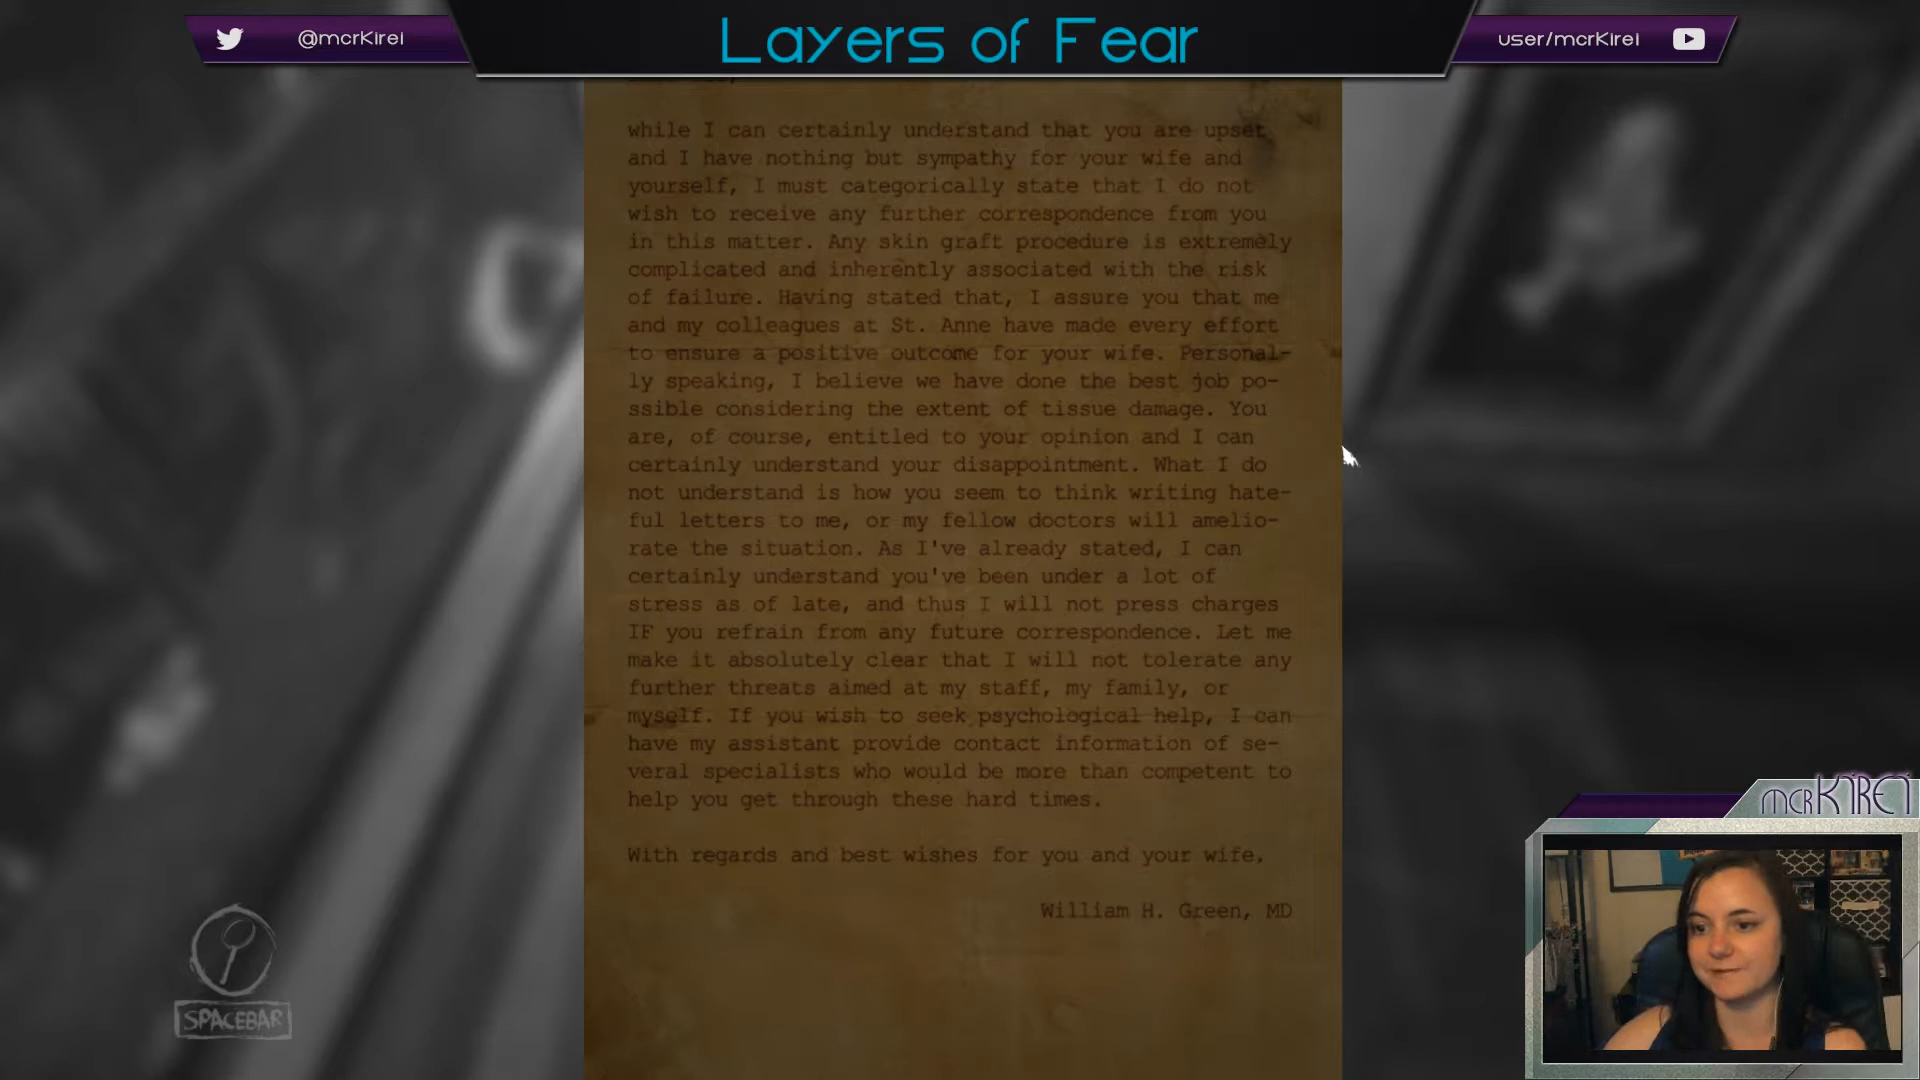 @mcrKirei
Layers of Fear
user/mcrKirei
while I can certainly understand that you are upset
and I have nothing but sympathy for your wife and
yourself, I must categorically state that I do not
wish to receive any further correspondence from you
in this matter. Any skin graft procedure is extremely
complicated and inherently associated with the risk
of failure. Having stated that, I assure you that me
and my colleagues at St. Anne have made every effort
to ensure a positive outcome for your wife. Personal-
ly speaking, I believe we have done the best job po-
ssible considering the extent of tissue damage. You
are, of course, entitled to your opinion and I can
certainly understand your disappointment. What I do
not understand is how you seem to think writing hate-
ful letters to me, or my fellow doctors will amelio-
rate the situation. As I've already stated, I can
certainly understand you've been under a lot of
stress as of late, and thus I will not press charges
IF you refrain from any future correspondence. Let me
make it absolutely clear that I will not tolerate any
further threats aimed at my staff, my family, or
myself. If you wish to seek psychological help, I can
have my assistant provide contact information of se-
veral specialists who would be more than competent to
help you get through these hard times.
With regards and best wishes for you and your wife,
William H. Green, MD
SPACEBAR
mcrKIREI